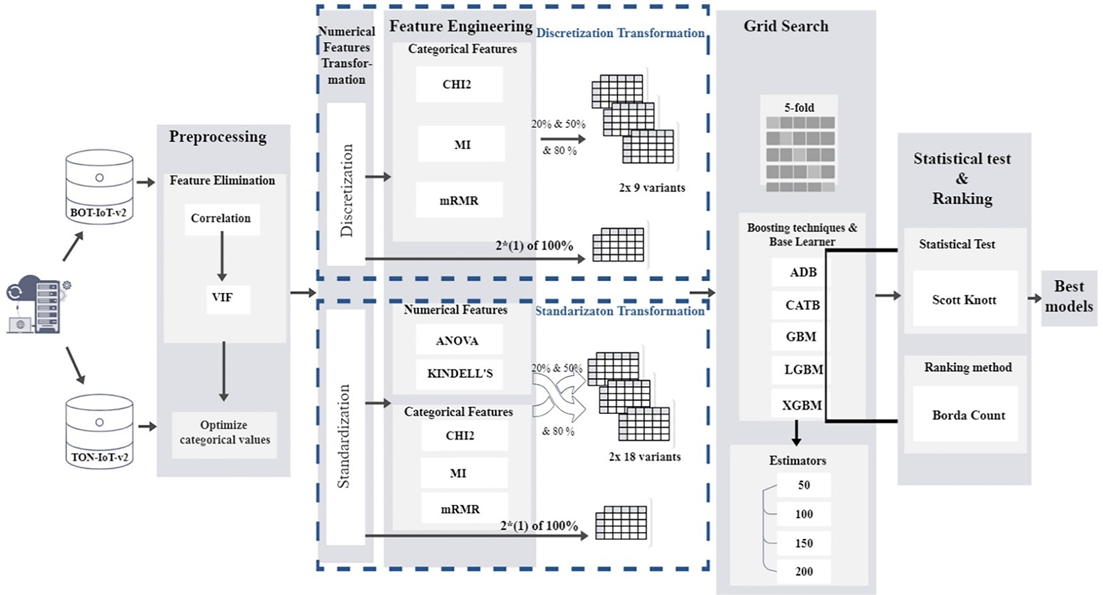 BOT-IoT-v2
TON-IoT-v2
Preprocessing
Feature Elimination
Correlation
VIF
Optimize
categorical values
Numerical
Features
Transfor-
mation
Discretization
Feature Engineering
Categorical Features
CHI2
MI
mRMR
Discretization Transformation
20% & 50%
& 80 %
2x 9 variants
2*(1) of 100%
Standardization
Numerical Features
ANOVA
KINDELL'S
Categorical Features
CHI2
MI
mRMR
Standarizaton Transformation
20% & 50%
& 80 %
2x 18 variants
2*(1) of 100%
Grid Search
5-fold
Boosting techniques &
Base Learner
ADB
CATB
GBM
LGBM
XGBM
Estimators
50
100
150
200
Statistical test
&
Ranking
Statistical Test
Scott Knott
Ranking method
Borda Count
Best
models